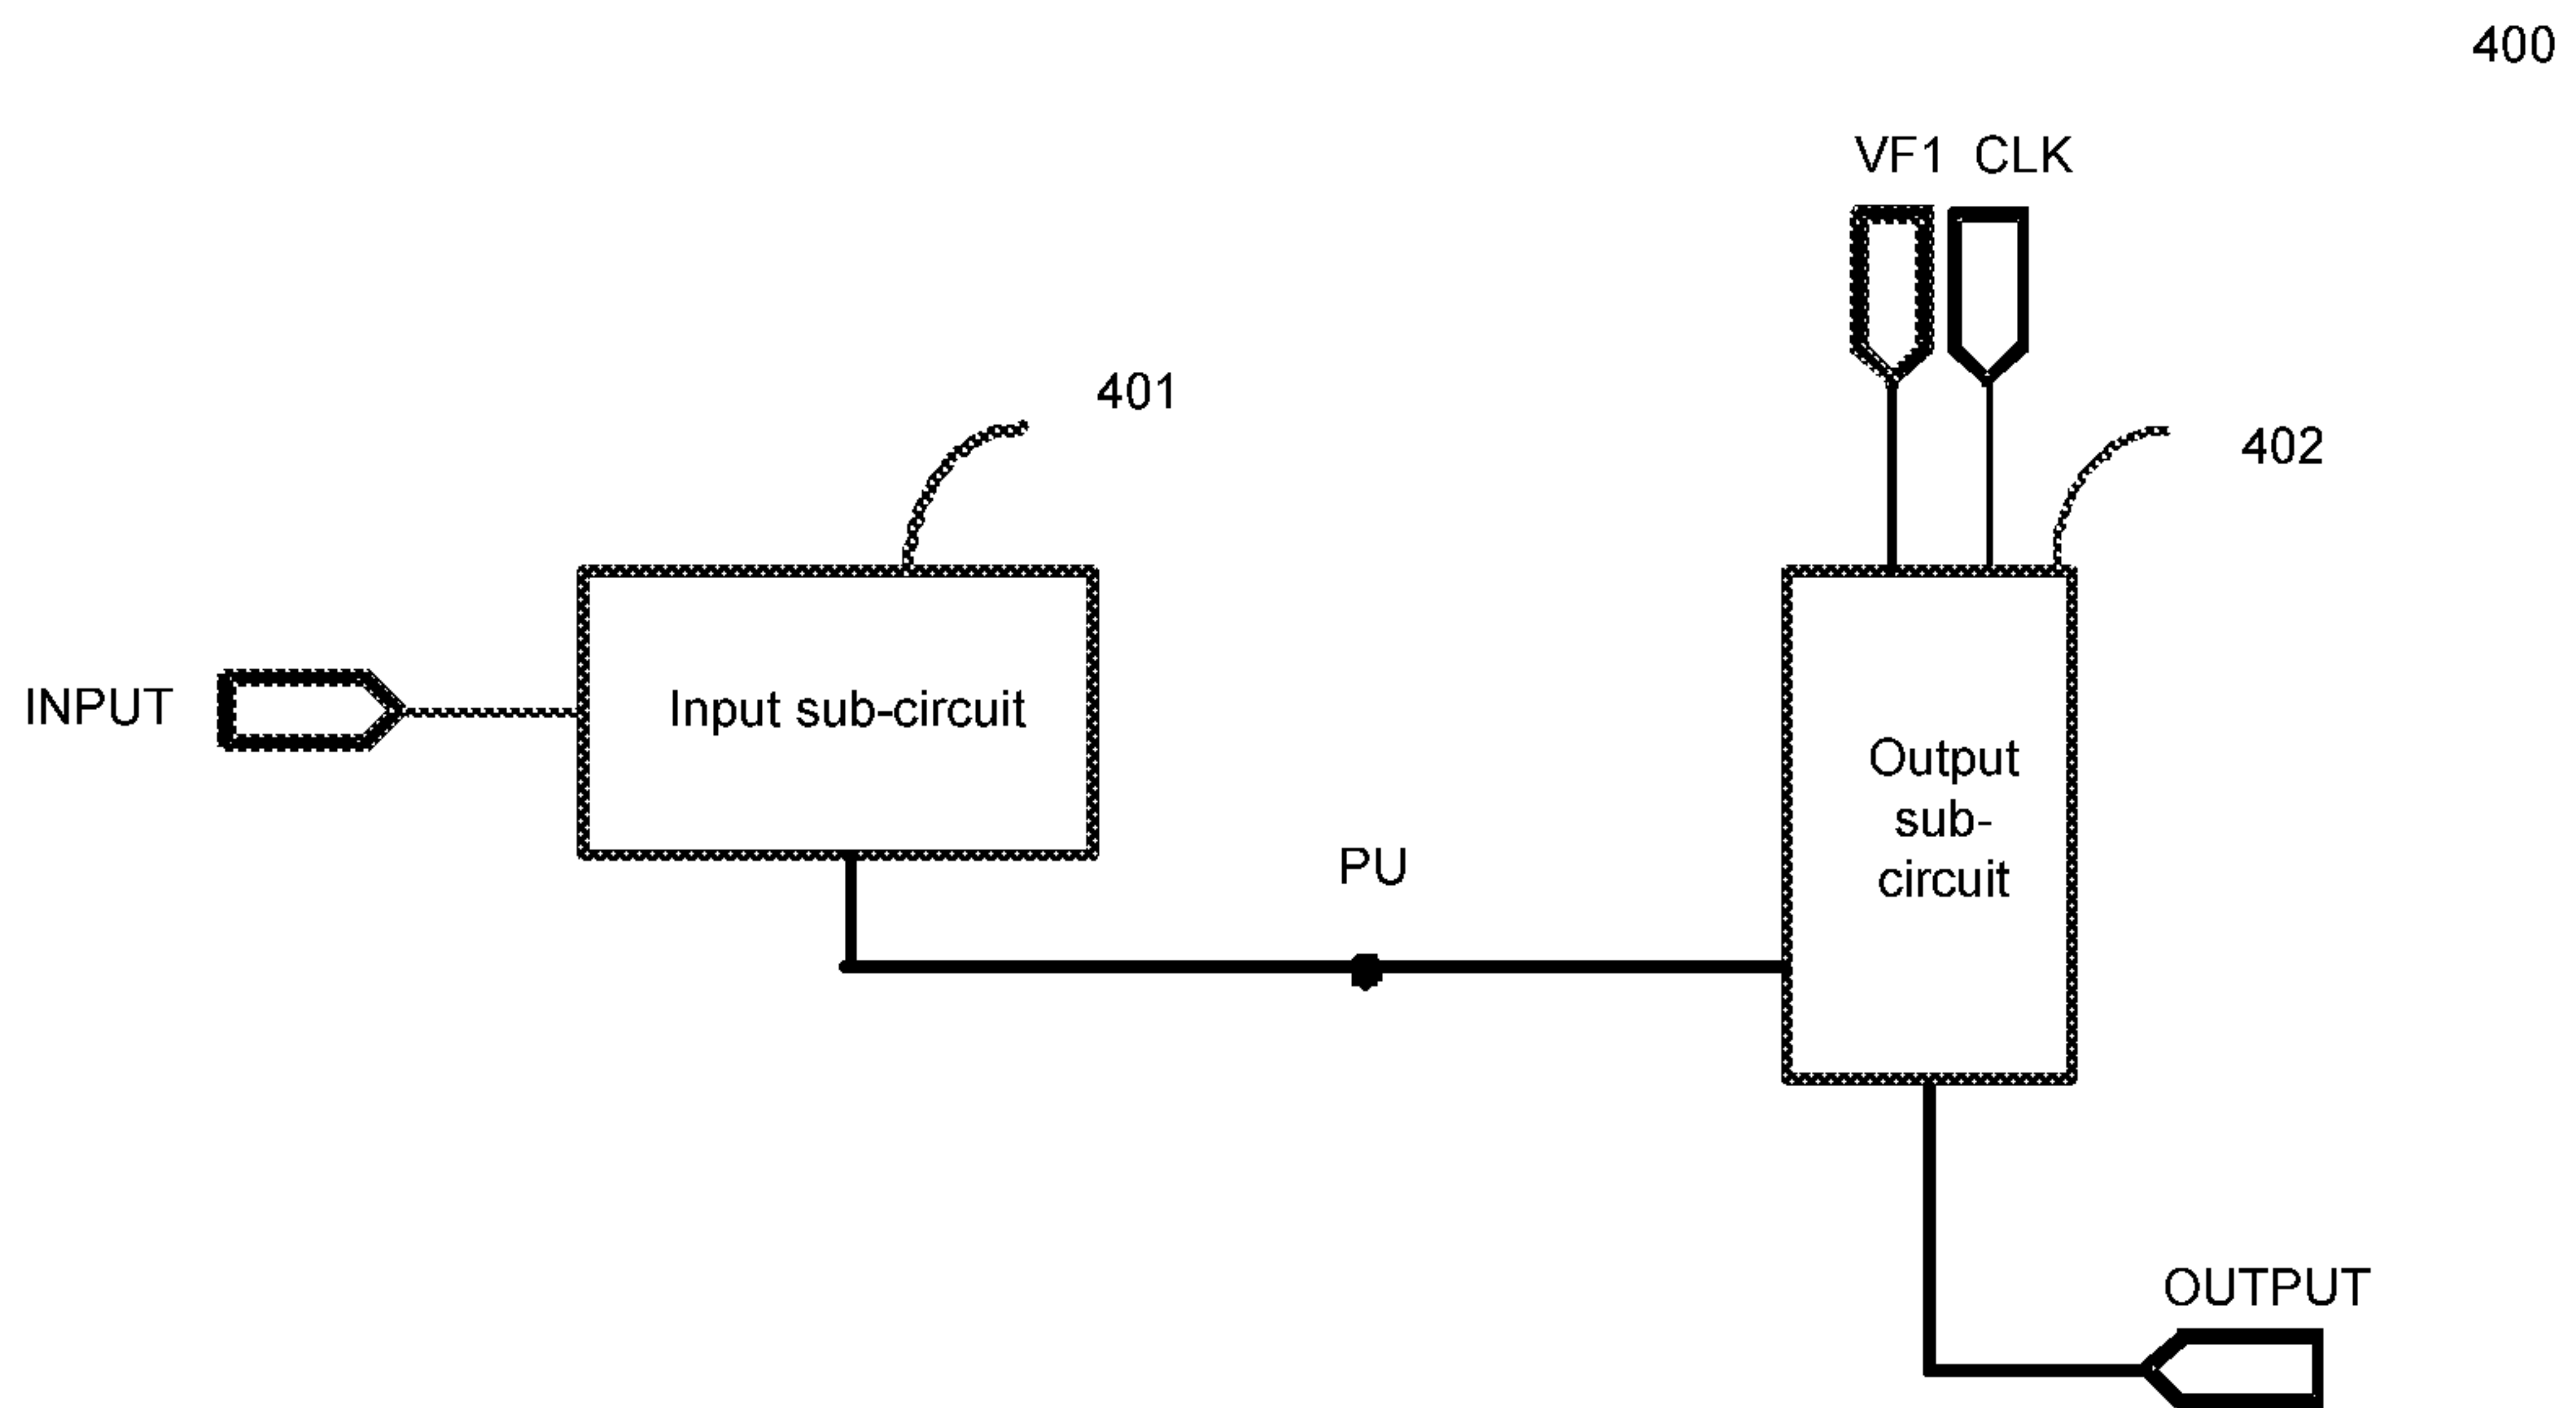 400
VF1 CLK
401
402
INPUT
Input sub-circuit
Output
sub-
circuit
PU
OUTPUT